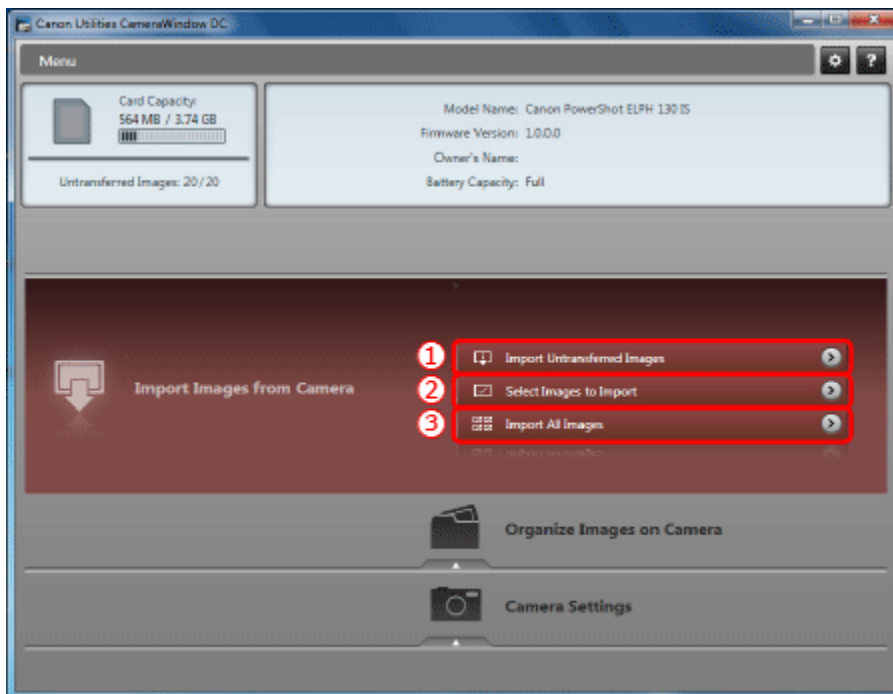 Canon Utilities CameraWindow DC
Menu
?
Card Capacity:
564 MB / 3.74 GB
Untransferred Images: 20/20
Model Name: Canon PowerShot ELPH 130 IS
Firmware Version: 1.0.0.0
Owner's Name:
Battery Capacity: Full
Import Images from Camera
1 Import Untransferred Images
2 Select Images to Import
3 Import All Images
Organize Images on Camera
Camera Settings